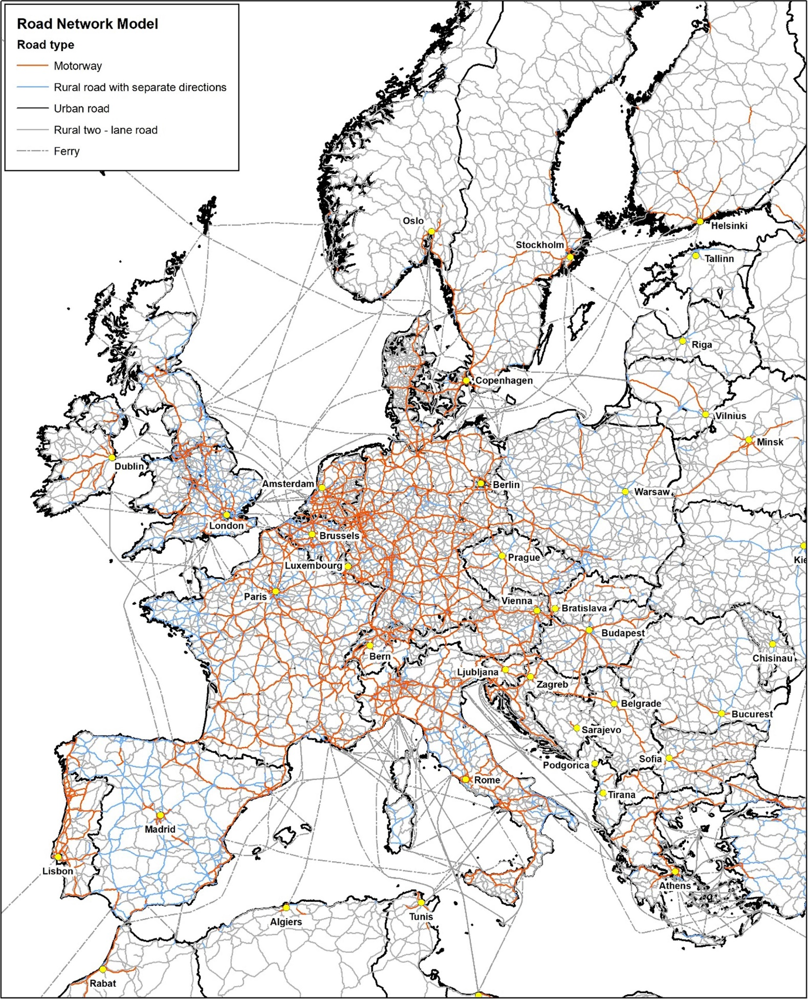 Road Network Model
Road type
Motorway
Rural road with separate directions
Urban road
Rural two - lane road
Ferry
Oslo
Helsinki
Stockholm
Tallinn
Riga
Copenhagen
Vilnius
Minsk
Dublin
Amsterdam
Berlin
Warsaw
London
Brussels
Kie
Prague
Luxembourg
Paris
Vienna
Bratislava
Budapest
Bern
Chisinau
Ljubljana
Zagreb
Belgrade
Bucurest
Sarajevo
Sofia
Podgorica
Rome
Tirana
Madrid
Lisbon
Athens
Algiers
Tunis
Rabat